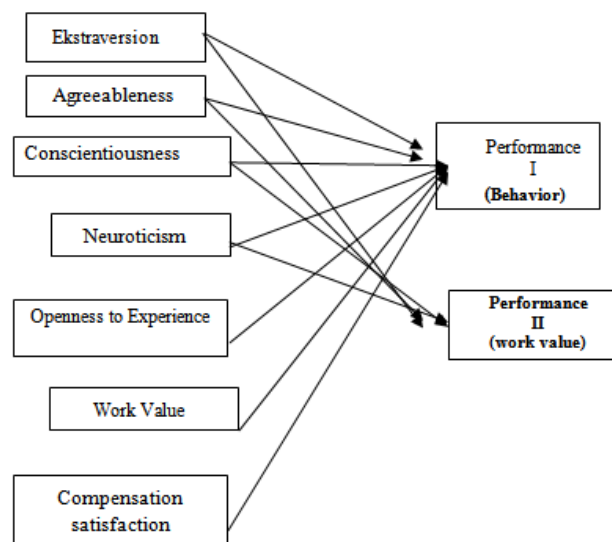 Ekstraversion
Agreeableness
Conscientiousness
Neuroticism
Openness to Experience
Work Value
Compensation
satisfaction
Performance
I
(Behavior)
Performance
II
(work value)